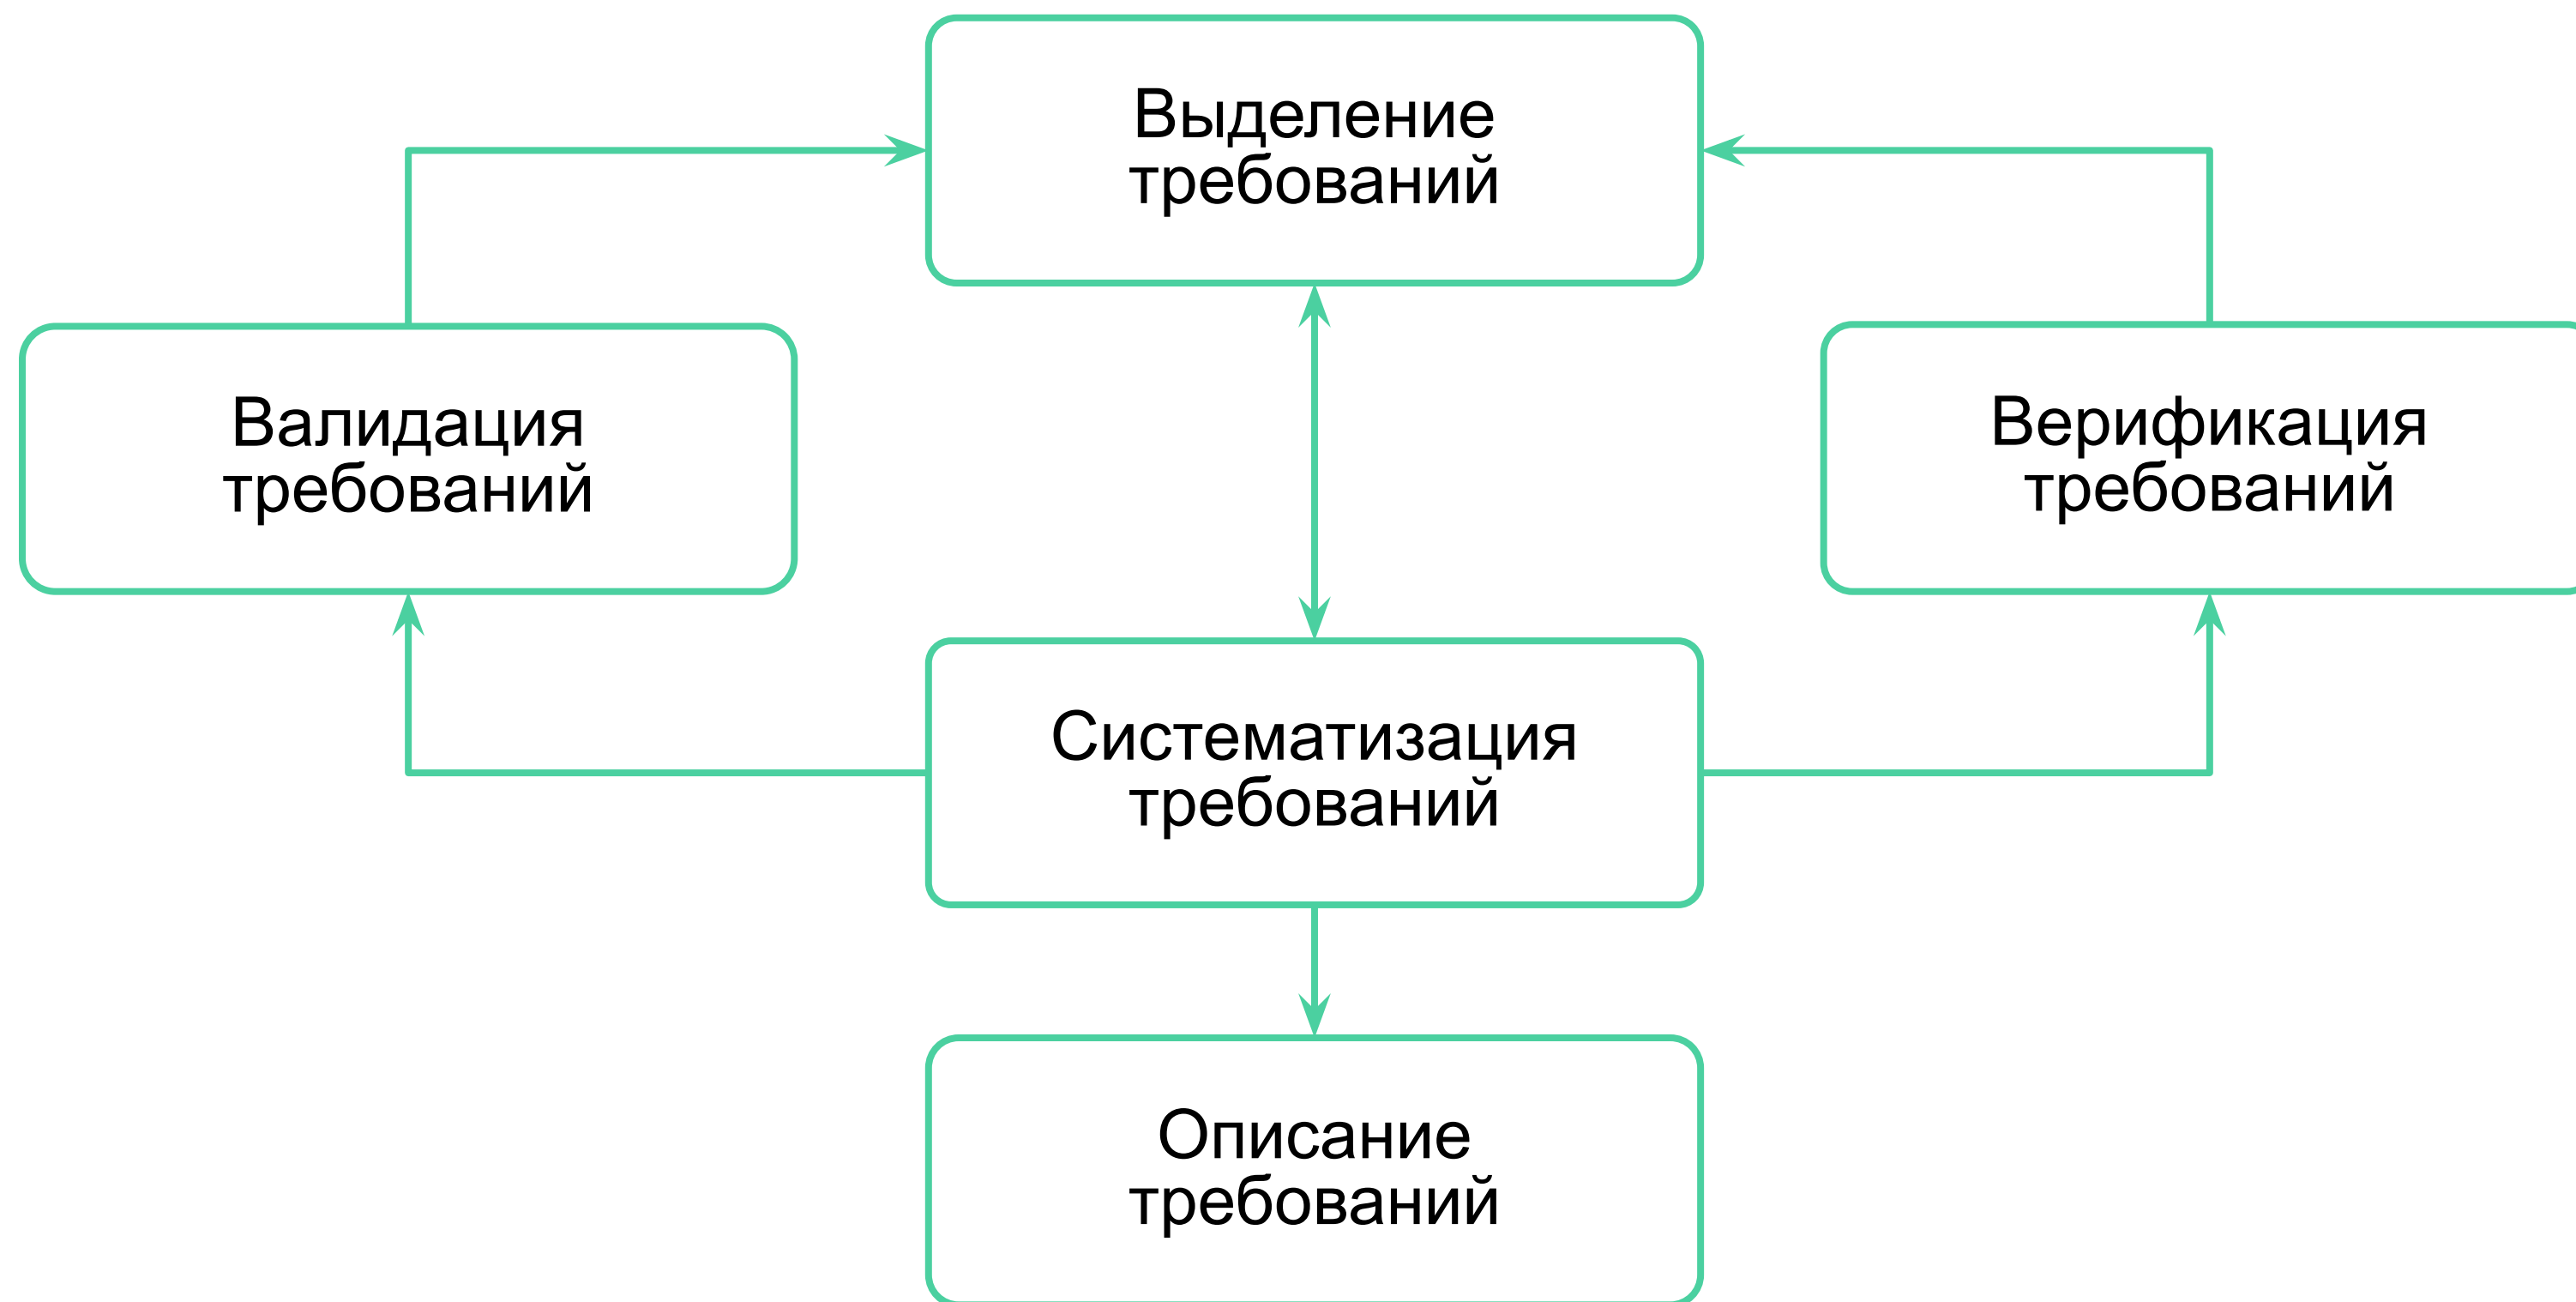 Выделение
требований
Валидация
требований
Верификация
требований
Систематизация
требований
Описание
требований